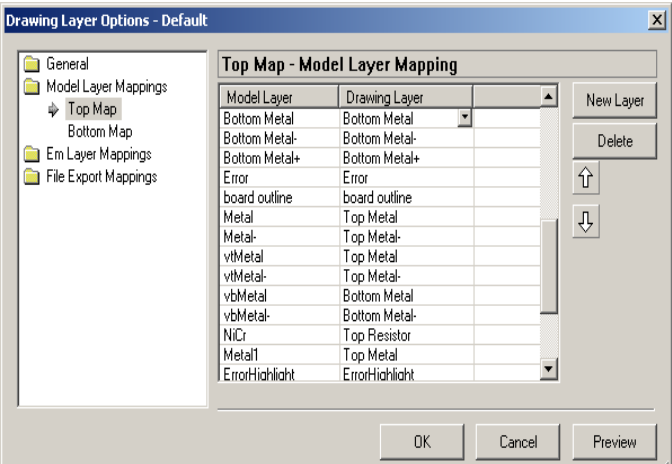 Drawing Layer Options - Default
General
Model Layer Mappings
Top Map
Bottom Map
Em Layer Mappings
File Export Mappings
Top Map - Model Layer Mapping
Model Layer Drawing Layer
Bottom Metal Bottom Metal
Bottom Metal- Bottom Metal-
Bottom Metal+ Bottom Metal+
Error Error
board outline board outline
Metal Top Metal
Metal- Top Metal-
vtMetal Top Metal
vtMetal- Top Metal-
vbMetal Bottom Metal
vbMetal- Bottom Metal-
NiCr Top Resistor
Metal1 Top Metal
ErrorHighlight ErrorHighlight
New Layer
Delete
OK Cancel Preview